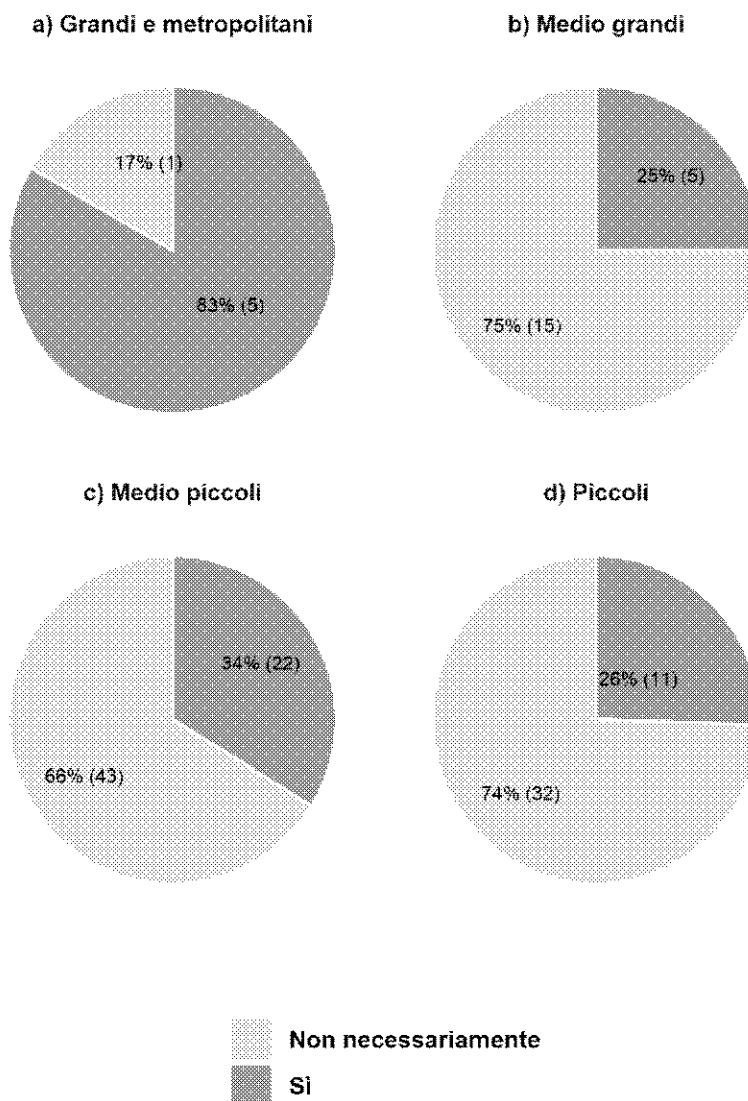 a) Grandi e metropolitani
17% (1)
83% (5)
b) Medio grandi
25% (5)
75% (15)
c) Medio piccoli
34% (22)
66% (43)
d) Piccoli
26% (11)
74% (32)
Non necessariamente
Sì